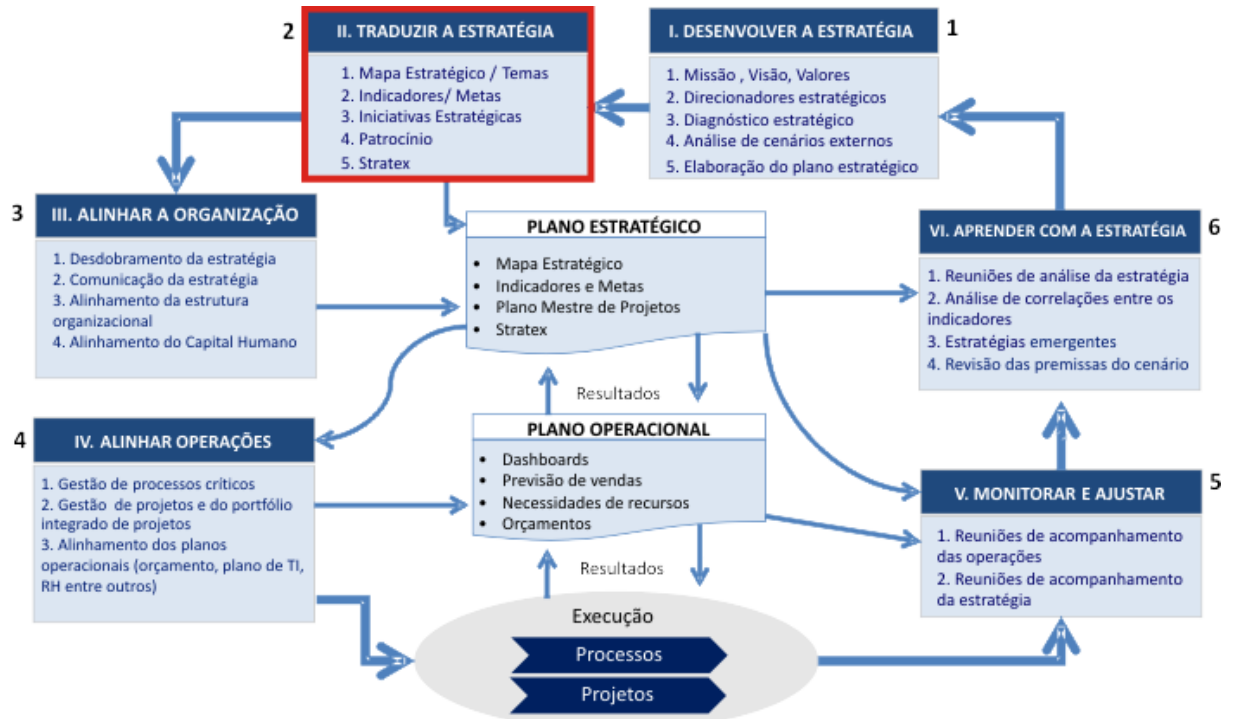 2
II. TRADUZIR A ESTRATÉGIA
1. Mapa Estratégico / Temas
2. Indicadores/ Metas
3. Iniciativas Estratégicas
4. Patrocínio
5. Stratex
I. DESENVOLVER A ESTRATÉGIA
1
1. Missão , Visão, Valores
2. Direcionadores estratégicos
3. Diagnóstico estratégico
4. Análise de cenários externos
5. Elaboração do plano estratégico
3
III. ALINHAR A ORGANIZAÇÃO
1. Desdobramento da estratégia
2. Comunicação da estratégia
3. Alinhamento da estrutura
organizacional
4. Alinhamento do Capital Humano
PLANO ESTRATÉGICO
• Mapa Estratégico
• Indicadores e Metas
• Plano Mestre de Projetos
• Stratex
VI. APRENDER COM A ESTRATÉGIA
6
1. Reuniões de análise da estratégia
2. Análise de correlações entre os
indicadores
3. Estratégias emergentes
4. Revisão das premissas do cenário
Resultados
4
IV. ALINHAR OPERAÇÕES
1. Gestão de processos críticos
2. Gestão de projetos e do portfólio
integrado de projetos
3. Alinhamento dos planos
operacionais (orçamento, plano de TI,
RH entre outros)
PLANO OPERACIONAL
• Dashboards
• Previsão de vendas
• Necessidades de recursos
• Orçamentos
V. MONITORAR E AJUSTAR
5
1. Reuniões de acompanhamento
das operações
2. Reuniões de acompanhamento
da estratégia
Resultados
Execução
Processos
Projetos